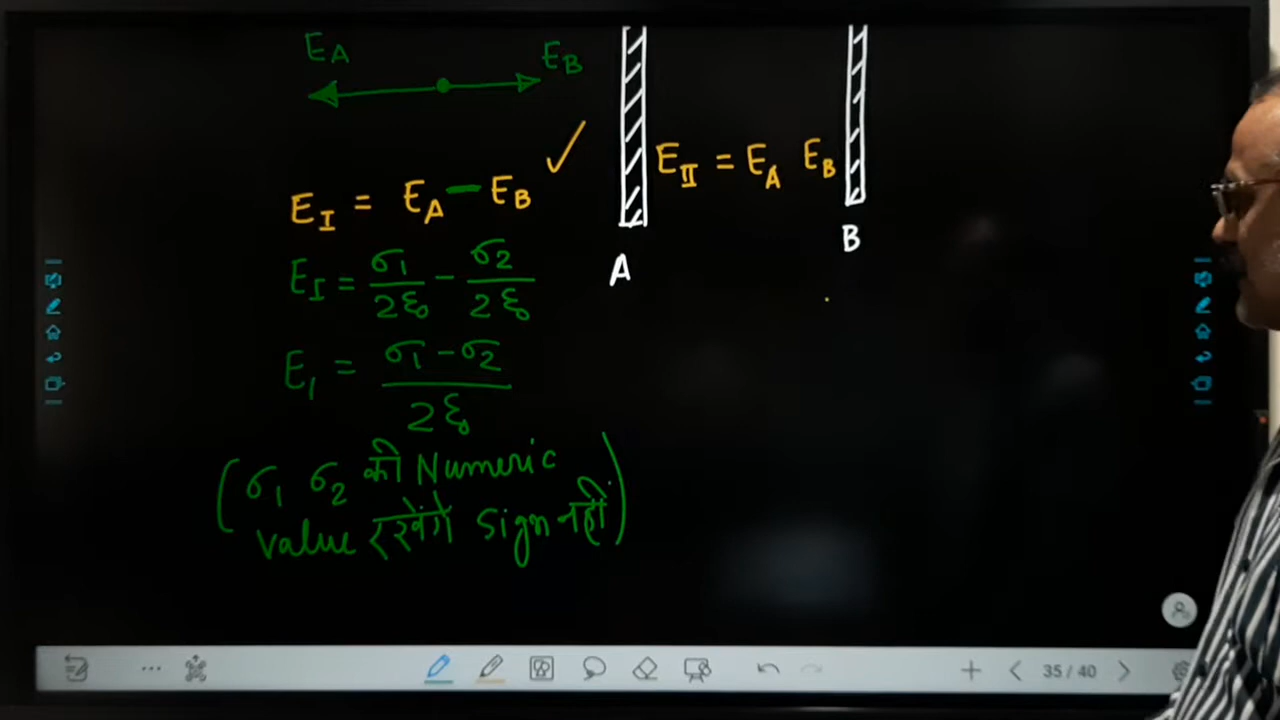 E_A E_B
E_I = E_A - E_B ✓
E_II = E_A E_B
A
B
E_I = σ₁/2ε₀ - σ₂/2ε₀
E₁ = σ₁ - σ₂/2ε₀
(σ₁ σ₂ की Numeric
value रखेंगे Sign नहीं)
35 / 40